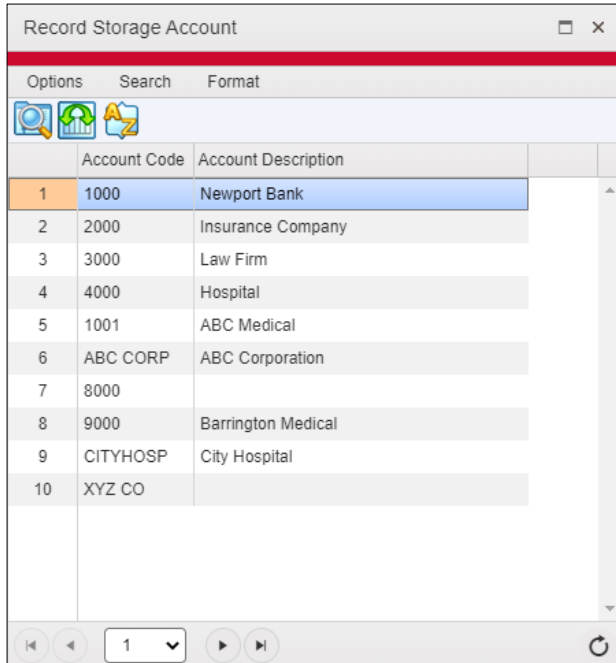 Record Storage Account
Options Search Format
A Z
Account Code Account Description
1 1000 Newport Bank
2 2000 Insurance Company
3 3000 Law Firm
4 4000 Hospital
5 1001 ABC Medical
6 ABC CORP ABC Corporation
7 8000
8 9000 Barrington Medical
9 CITYHOSP City Hospital
10 XYZ CO
1